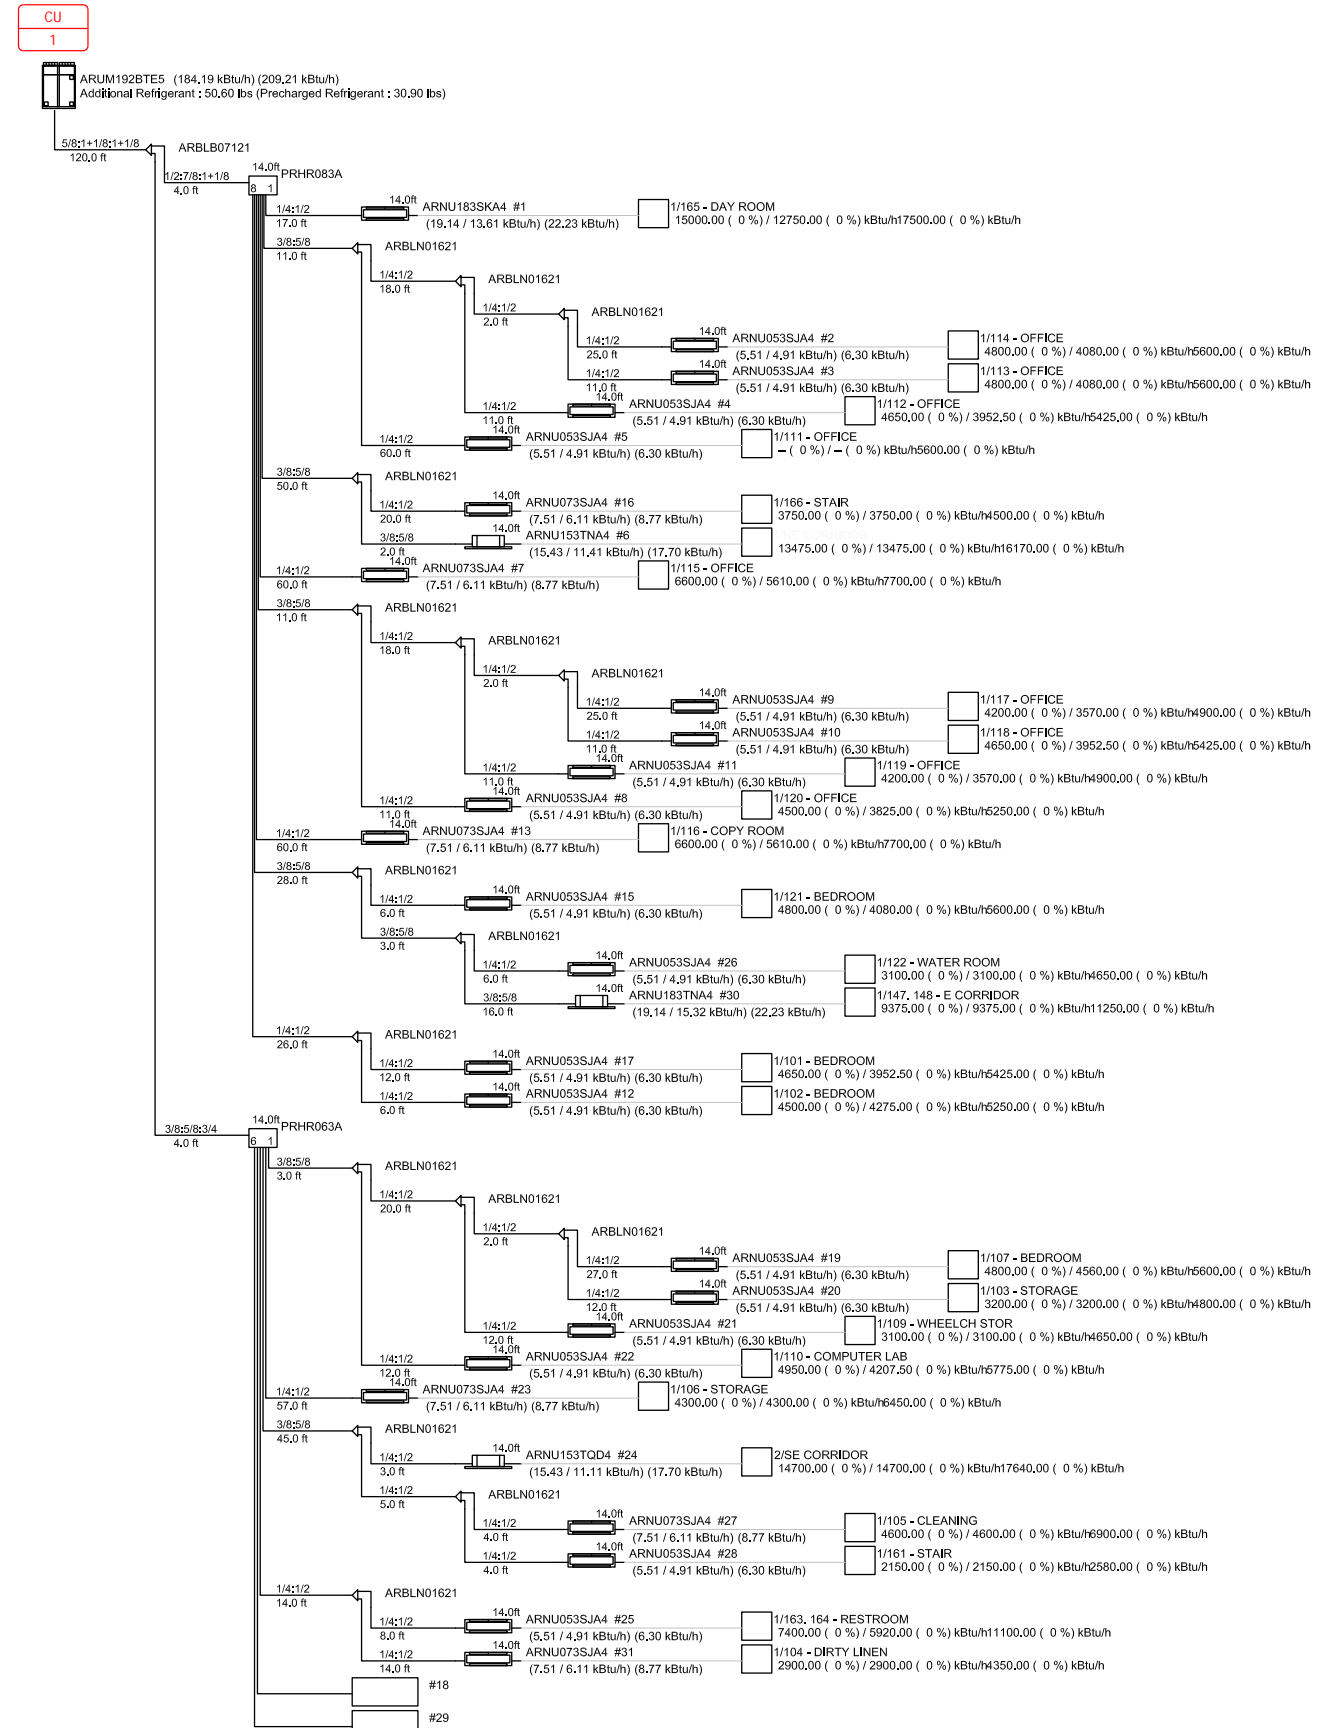 CU
1
ARUM192BTE5 (184.19 kBtu/h) (209.21 kBtu/h)
Additional Refrigerant : 50.60 lbs (Precharged Refrigerant : 30.90 lbs)
5/8:1+1/8:1+1/8
120.0 ft
ARBLB07121
1/2:7/8:1+1/8
4.0 ft
14.0ft
PRHR083A
8 1
1/4:1/2
17.0 ft
14.0ft
ARNU183SKA4 #1
(19.14 / 13.61 kBtu/h) (22.23 kBtu/h)
1/165 - DAY ROOM
15000.00 ( 0 %) / 12750.00 ( 0 %) kBtu/h17500.00 ( 0 %) kBtu/h
3/8:5/8
11.0 ft
ARBLN01621
1/4:1/2
18.0 ft
ARBLN01621
1/4:1/2
2.0 ft
ARBLN01621
1/4:1/2
25.0 ft
14.0ft
ARNU053SJA4 #2
(5.51 / 4.91 kBtu/h) (6.30 kBtu/h)
1/114 - OFFICE
4800.00 ( 0 %) / 4080.00 ( 0 %) kBtu/h5600.00 ( 0 %) kBtu/h
1/4:1/2
11.0 ft
14.0ft
ARNU053SJA4 #3
(5.51 / 4.91 kBtu/h) (6.30 kBtu/h)
1/113 - OFFICE
4800.00 ( 0 %) / 4080.00 ( 0 %) kBtu/h5600.00 ( 0 %) kBtu/h
1/4:1/2
11.0 ft
14.0ft
ARNU053SJA4 #4
(5.51 / 4.91 kBtu/h) (6.30 kBtu/h)
1/112 - OFFICE
4650.00 ( 0 %) / 3952.50 ( 0 %) kBtu/h5425.00 ( 0 %) kBtu/h
1/4:1/2
60.0 ft
14.0ft
ARNU053SJA4 #5
(5.51 / 4.91 kBtu/h) (6.30 kBtu/h)
1/111 - OFFICE
– ( 0 %) / – ( 0 %) kBtu/h5600.00 ( 0 %) kBtu/h
3/8:5/8
50.0 ft
ARBLN01621
1/4:1/2
20.0 ft
14.0ft
ARNU073SJA4 #16
(7.51 / 6.11 kBtu/h) (8.77 kBtu/h)
1/166 - STAIR
3750.00 ( 0 %) / 3750.00 ( 0 %) kBtu/h4500.00 ( 0 %) kBtu/h
3/8:5/8
2.0 ft
14.0ft
ARNU153TNA4 #6
(15.43 / 11.41 kBtu/h) (17.70 kBtu/h)
13475.00 ( 0 %) / 13475.00 ( 0 %) kBtu/h16170.00 ( 0 %) kBtu/h
1/4:1/2
60.0 ft
14.0ft
ARNU073SJA4 #7
(7.51 / 6.11 kBtu/h) (8.77 kBtu/h)
1/115 - OFFICE
6600.00 ( 0 %) / 5610.00 ( 0 %) kBtu/h7700.00 ( 0 %) kBtu/h
3/8:5/8
11.0 ft
ARBLN01621
1/4:1/2
18.0 ft
ARBLN01621
1/4:1/2
2.0 ft
ARBLN01621
1/4:1/2
25.0 ft
14.0ft
ARNU053SJA4 #9
(5.51 / 4.91 kBtu/h) (6.30 kBtu/h)
1/117 - OFFICE
4200.00 ( 0 %) / 3570.00 ( 0 %) kBtu/h4900.00 ( 0 %) kBtu/h
1/4:1/2
11.0 ft
14.0ft
ARNU053SJA4 #10
(5.51 / 4.91 kBtu/h) (6.30 kBtu/h)
1/118 - OFFICE
4650.00 ( 0 %) / 3952.50 ( 0 %) kBtu/h5425.00 ( 0 %) kBtu/h
1/4:1/2
11.0 ft
14.0ft
ARNU053SJA4 #11
(5.51 / 4.91 kBtu/h) (6.30 kBtu/h)
1/119 - OFFICE
4200.00 ( 0 %) / 3570.00 ( 0 %) kBtu/h4900.00 ( 0 %) kBtu/h
1/4:1/2
11.0 ft
14.0ft
ARNU053SJA4 #8
(5.51 / 4.91 kBtu/h) (6.30 kBtu/h)
1/120 - OFFICE
4500.00 ( 0 %) / 3825.00 ( 0 %) kBtu/h5250.00 ( 0 %) kBtu/h
1/4:1/2
60.0 ft
14.0ft
ARNU073SJA4 #13
(7.51 / 6.11 kBtu/h) (8.77 kBtu/h)
1/116 - COPY ROOM
6600.00 ( 0 %) / 5610.00 ( 0 %) kBtu/h7700.00 ( 0 %) kBtu/h
3/8:5/8
28.0 ft
ARBLN01621
1/4:1/2
6.0 ft
14.0ft
ARNU053SJA4 #15
(5.51 / 4.91 kBtu/h) (6.30 kBtu/h)
1/121 - BEDROOM
4800.00 ( 0 %) / 4080.00 ( 0 %) kBtu/h5600.00 ( 0 %) kBtu/h
3/8:5/8
3.0 ft
ARBLN01621
1/4:1/2
6.0 ft
14.0ft
ARNU053SJA4 #26
(5.51 / 4.91 kBtu/h) (6.30 kBtu/h)
1/122 - WATER ROOM
3100.00 ( 0 %) / 3100.00 ( 0 %) kBtu/h4650.00 ( 0 %) kBtu/h
3/8:5/8
16.0 ft
14.0ft
ARNU183TNA4 #30
(19.14 / 15.32 kBtu/h) (22.23 kBtu/h)
1/147, 148 - E CORRIDOR
9375.00 ( 0 %) / 9375.00 ( 0 %) kBtu/h11250.00 ( 0 %) kBtu/h
1/4:1/2
26.0 ft
ARBLN01621
1/4:1/2
12.0 ft
14.0ft
ARNU053SJA4 #17
(5.51 / 4.91 kBtu/h) (6.30 kBtu/h)
1/101 - BEDROOM
4650.00 ( 0 %) / 3952.50 ( 0 %) kBtu/h5425.00 ( 0 %) kBtu/h
1/4:1/2
6.0 ft
14.0ft
ARNU053SJA4 #12
(5.51 / 4.91 kBtu/h) (6.30 kBtu/h)
1/102 - BEDROOM
4500.00 ( 0 %) / 4275.00 ( 0 %) kBtu/h5250.00 ( 0 %) kBtu/h
3/8:5/8:3/4
4.0 ft
14.0ft
PRHR063A
6 1
3/8:5/8
3.0 ft
ARBLN01621
1/4:1/2
20.0 ft
ARBLN01621
1/4:1/2
2.0 ft
ARBLN01621
1/4:1/2
27.0 ft
14.0ft
ARNU053SJA4 #19
(5.51 / 4.91 kBtu/h) (6.30 kBtu/h)
1/107 - BEDROOM
4800.00 ( 0 %) / 4560.00 ( 0 %) kBtu/h5600.00 ( 0 %) kBtu/h
1/4:1/2
12.0 ft
14.0ft
ARNU053SJA4 #20
(5.51 / 4.91 kBtu/h) (6.30 kBtu/h)
1/103 - STORAGE
3200.00 ( 0 %) / 3200.00 ( 0 %) kBtu/h4800.00 ( 0 %) kBtu/h
1/4:1/2
12.0 ft
14.0ft
ARNU053SJA4 #21
(5.51 / 4.91 kBtu/h) (6.30 kBtu/h)
1/109 - WHEELCH STOR
3100.00 ( 0 %) / 3100.00 ( 0 %) kBtu/h4650.00 ( 0 %) kBtu/h
1/4:1/2
12.0 ft
14.0ft
ARNU053SJA4 #22
(5.51 / 4.91 kBtu/h) (6.30 kBtu/h)
1/110 - COMPUTER LAB
4950.00 ( 0 %) / 4207.50 ( 0 %) kBtu/h5775.00 ( 0 %) kBtu/h
1/4:1/2
57.0 ft
14.0ft
ARNU073SJA4 #23
(7.51 / 6.11 kBtu/h) (8.77 kBtu/h)
1/106 - STORAGE
4300.00 ( 0 %) / 4300.00 ( 0 %) kBtu/h6450.00 ( 0 %) kBtu/h
3/8:5/8
45.0 ft
ARBLN01621
1/4:1/2
3.0 ft
14.0ft
ARNU153TQD4 #24
(15.43 / 11.11 kBtu/h) (17.70 kBtu/h)
2/SE CORRIDOR
14700.00 ( 0 %) / 14700.00 ( 0 %) kBtu/h17640.00 ( 0 %) kBtu/h
1/4:1/2
5.0 ft
ARBLN01621
1/4:1/2
4.0 ft
14.0ft
ARNU073SJA4 #27
(7.51 / 6.11 kBtu/h) (8.77 kBtu/h)
1/105 - CLEANING
4600.00 ( 0 %) / 4600.00 ( 0 %) kBtu/h6900.00 ( 0 %) kBtu/h
1/4:1/2
4.0 ft
14.0ft
ARNU053SJA4 #28
(5.51 / 4.91 kBtu/h) (6.30 kBtu/h)
1/161 - STAIR
2150.00 ( 0 %) / 2150.00 ( 0 %) kBtu/h2580.00 ( 0 %) kBtu/h
1/4:1/2
14.0 ft
ARBLN01621
1/4:1/2
8.0 ft
14.0ft
ARNU053SJA4 #25
(5.51 / 4.91 kBtu/h) (6.30 kBtu/h)
1/163, 164 - RESTROOM
7400.00 ( 0 %) / 5920.00 ( 0 %) kBtu/h11100.00 ( 0 %) kBtu/h
1/4:1/2
14.0 ft
14.0ft
ARNU073SJA4 #31
(7.51 / 6.11 kBtu/h) (8.77 kBtu/h)
1/104 - DIRTY LINEN
2900.00 ( 0 %) / 2900.00 ( 0 %) kBtu/h4350.00 ( 0 %) kBtu/h
#18
#29